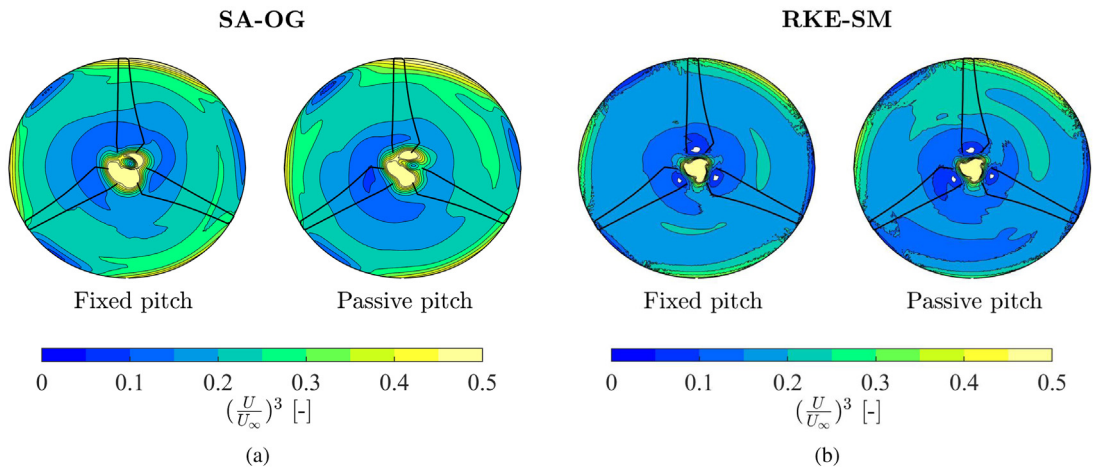 SA-OG
RKE-SM
Fixed pitch
Passive pitch
Fixed pitch
Passive pitch
0 0.1 0.2 0.3 0.4 0.5
0 0.1 0.2 0.3 0.4 0.5
(U/U∞)³ [-]
(U/U∞)³ [-]
(a)
(b)